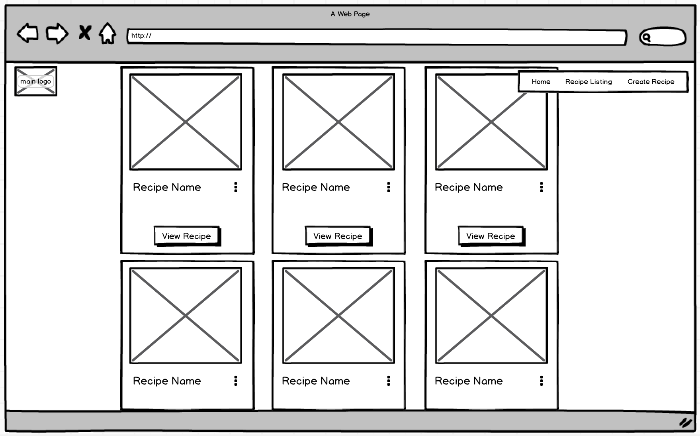 A Web Page
http://
main logo
Home Recipe Listing Create Recipe
Recipe Name Recipe Name Recipe Name
View Recipe View Recipe View Recipe
Recipe Name Recipe Name Recipe Name